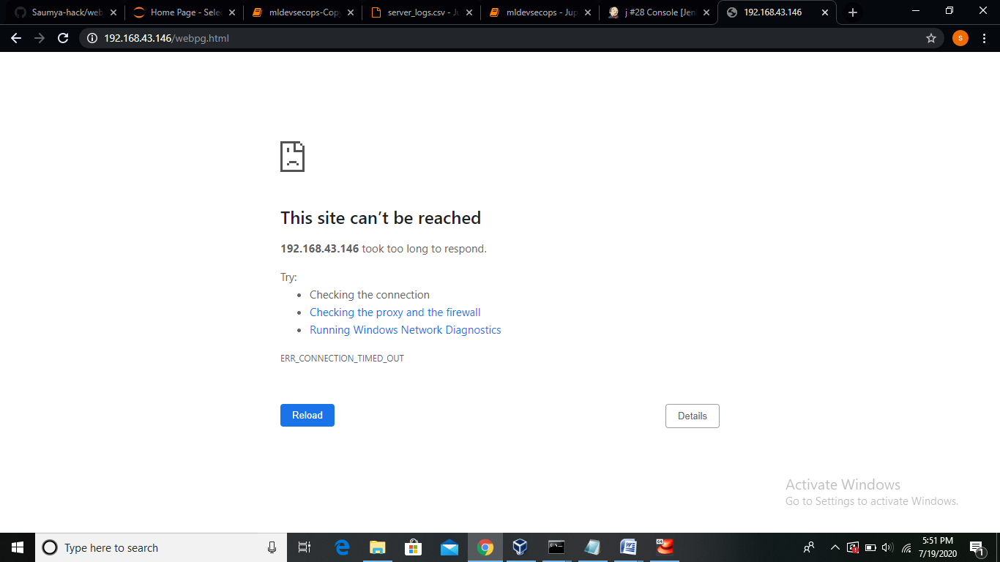 Saumya-hack/web
Home Page - Sele
mldevsecops-Cop
server_logs.csv - Ju
mldevsecops - Jup
j #28 Console [Jen
192.168.43.146
192.168.43.146/webpg.html
s
This site can’t be reached
192.168.43.146 took too long to respond.
Try:
Checking the connection
Checking the proxy and the firewall
Running Windows Network Diagnostics
ERR_CONNECTION_TIMED_OUT
Reload
Details
Activate Windows
Go to Settings to activate Windows.
Type here to search
5:51 PM
7/19/2020
1